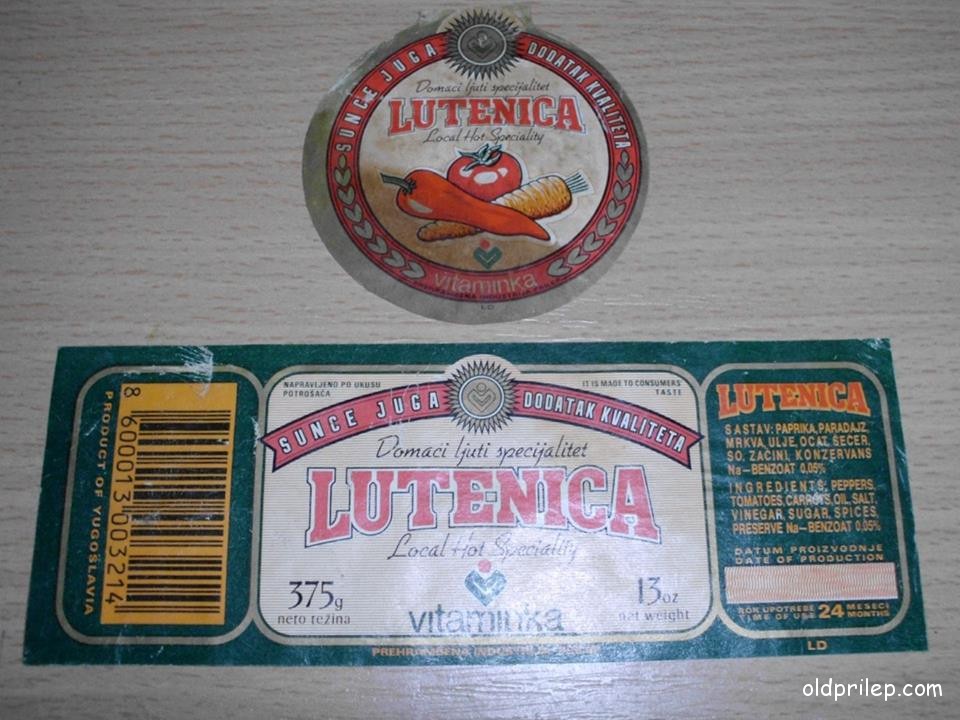 SUNCE JUGA
DODATAK KVALITETA
Domaći ljuti specijalitet
LUTENICA
Local Hot Speciality
vitaminka
LD
8 600013 003214
PRODUCT OF YUGOSLAVIA
NAPRAVLJENO PO UKUSU
POTROŠAČA
IT IS MADE TO CONSUMERS'
TASTE
SUNCE JUGA
DODATAK KVALITETA
Domaći ljuti specijalitet
LUTENICA
Local Hot Speciality
375g
neto težina
vitaminka
13oz
net weight
PREHRAMBENA INDUSTRIJA
LUTENICA
SASTAV: PAPRIKA, PARADAJZ,
MRKVA, ULJE, OCAT, ŠEĆER,
SO, ZAČINI, KONZERVANS
Na-BENZOAT 0,05%
INGREDIENTS: PEPPERS,
TOMATOES, CARROTS, OIL, SALT,
VINEGAR, SUGAR, SPICES,
PRESERVE Na-BENZOAT 0,05%
DATUM PROIZVODNJE
DATE OF PRODUCTION
ROK UPOTREBE 24 MESECI
TIME OF USE MONTHS
LD
oldprilep.com